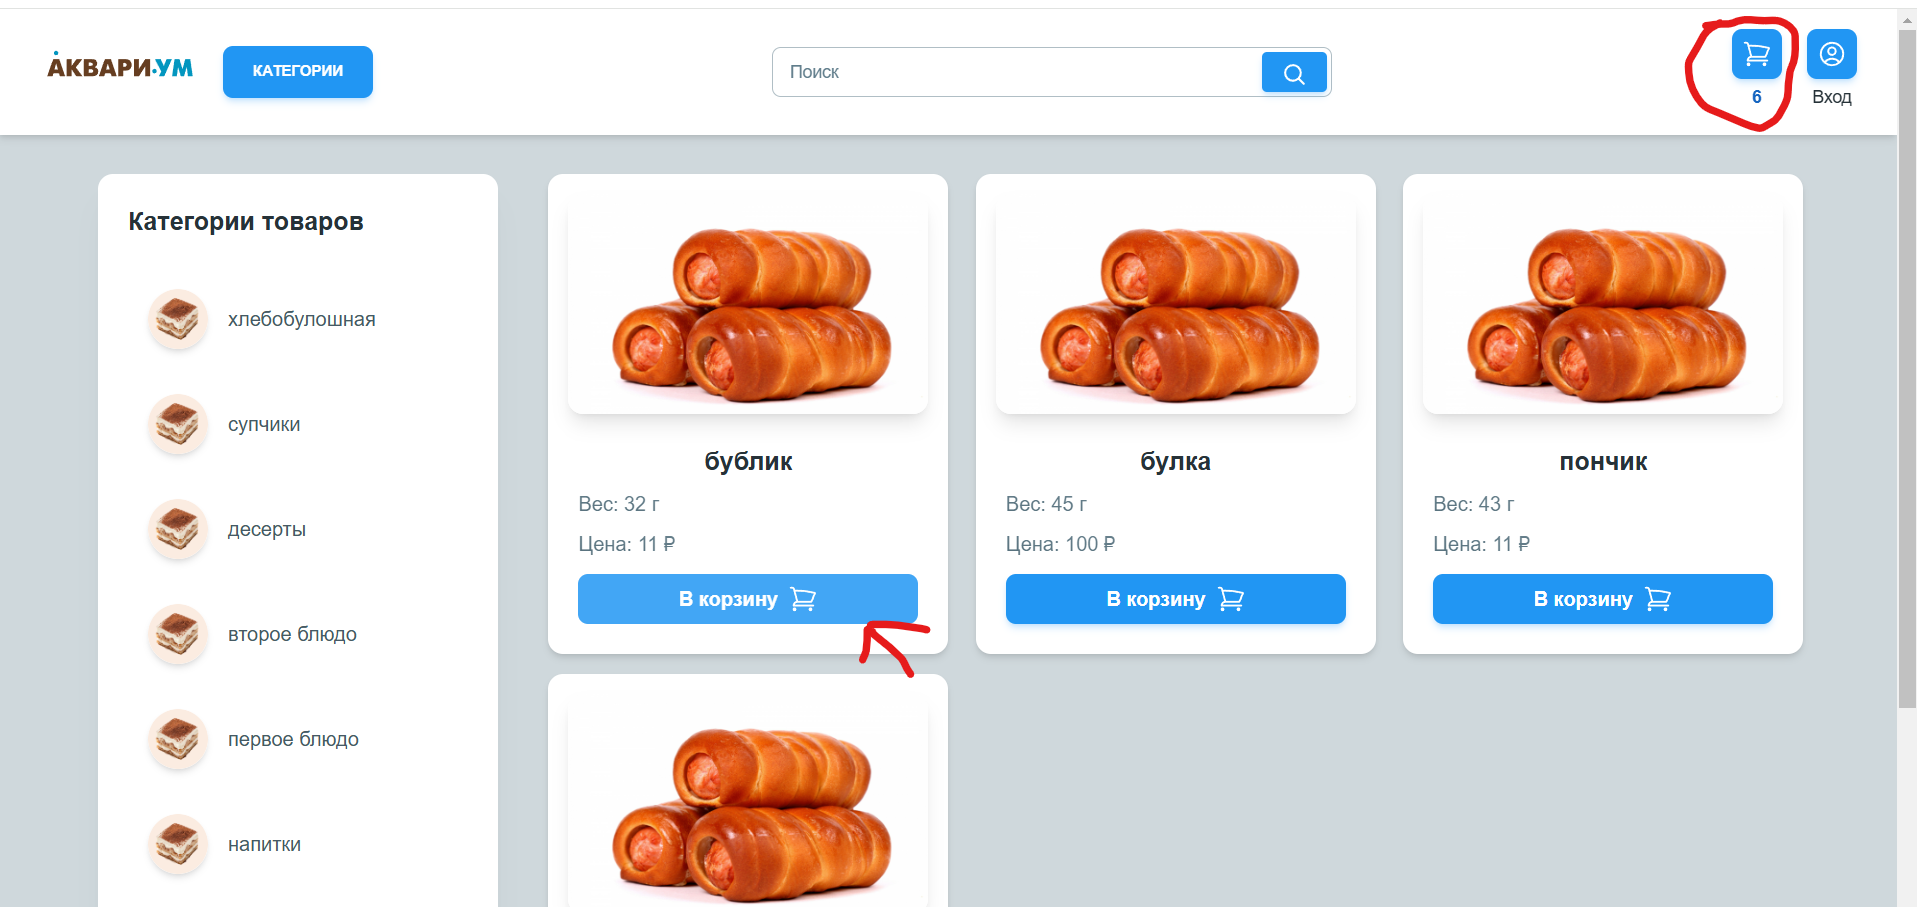 АКВАРИ·УМ
КАТЕГОРИИ
Поиск
6
Вход
Категории товаров
хлебобулошная
супчики
десерты
второе блюдо
первое блюдо
напитки
бублик
Вес: 32 г
Цена: 11 ₽
В корзину
булка
Вес: 45 г
Цена: 100 ₽
В корзину
пончик
Вес: 43 г
Цена: 11 ₽
В корзину